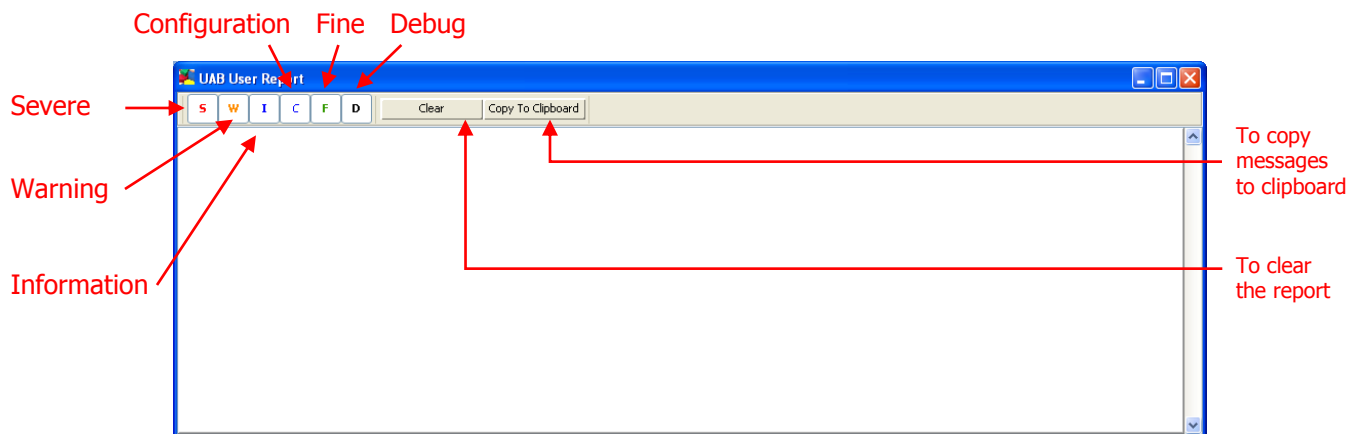 Configuration Fine Debug
UAB User Report
Severe
S W I C F D Clear Copy To Clipboard
To copy
messages
to clipboard
Warning
To clear
the report
Information